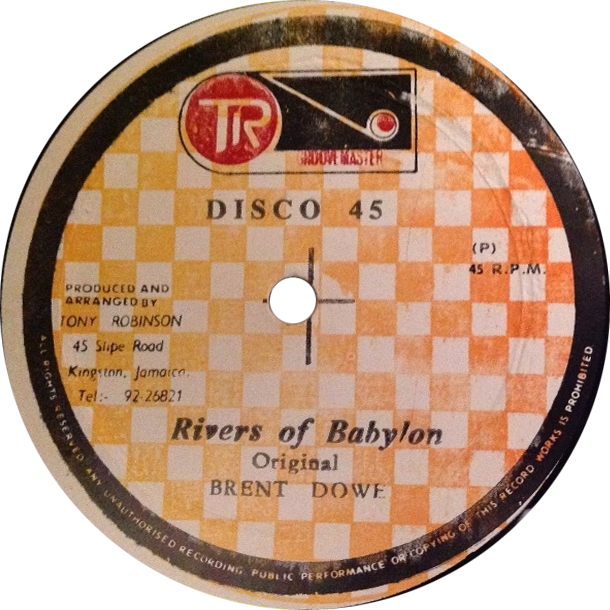 TR
GROOVEMASTER
DISCO 45
(P)
45 R.P.M.
PRODUCED AND
ARRANGED BY
TONY ROBINSON
45 Slipe Road
Kingston, Jamaica.
Tel:- 92-26821
Rivers of Babylon
Original
BRENT DOWE
ALL RIGHTS RESERVED ANY UNAUTHORISED RECORDING PUBLIC PERFORMANCE OR COPYING OF THIS RECORD WORKS IS PROHIBITED